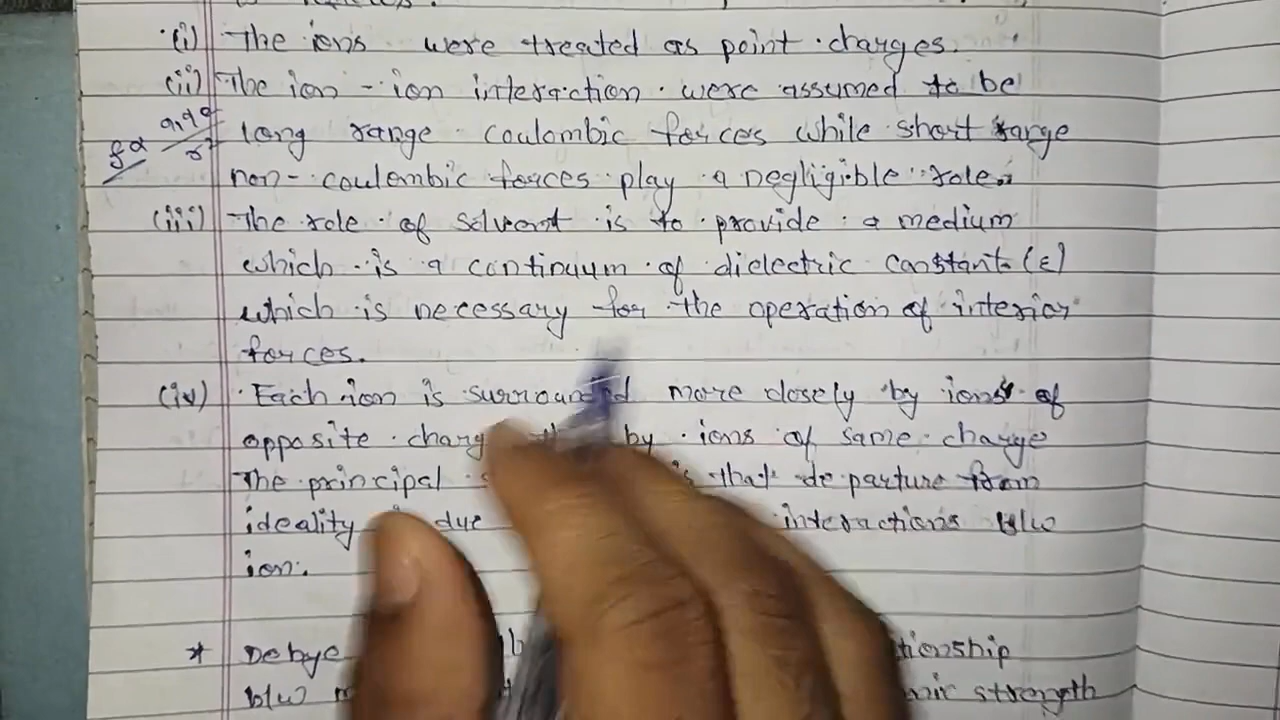 (i) The ions were treated as point charges.
(ii) The ion - ion interaction were assumed to be
long range coulombic forces while short range
non-coulombic forces play a negligible role.
(iii) The role of solvent is to provide a medium
which is a continuum of dielectric constant (ε)
which is necessary for the operation of interior
forces.
(iv) Each ion is surrounded more closely by ions of
opposite by ions of same charge
The principal is that departure from
ideality due interactions b/w
ion.
* Debye
b/w strength